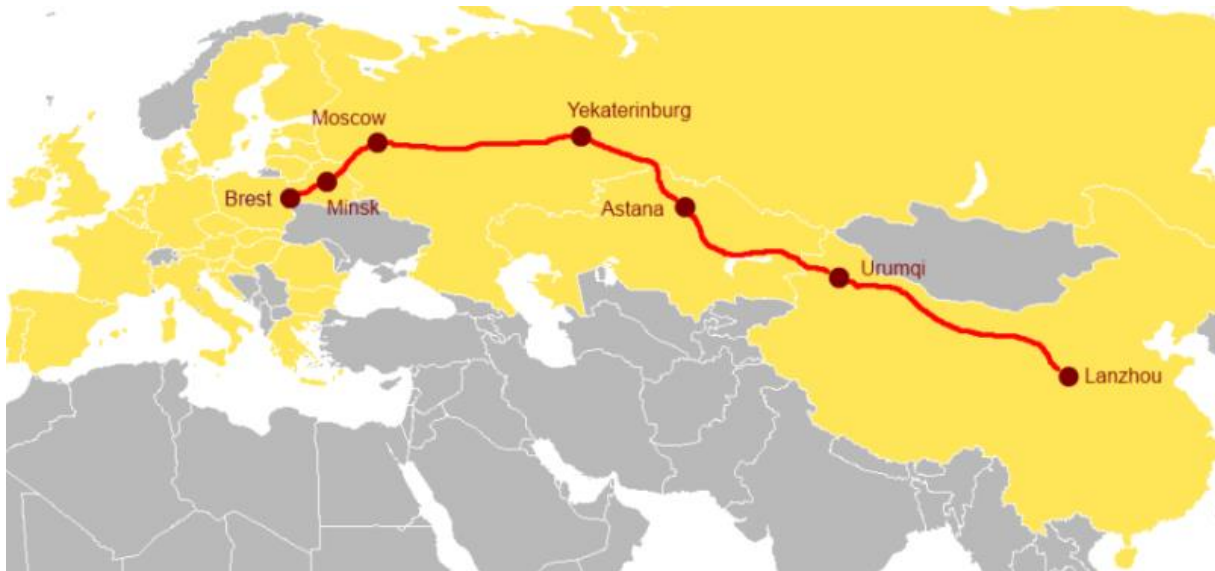 Yekaterinburg
Moscow
Brest
Minsk
Astana
Urumqi
Lanzhou